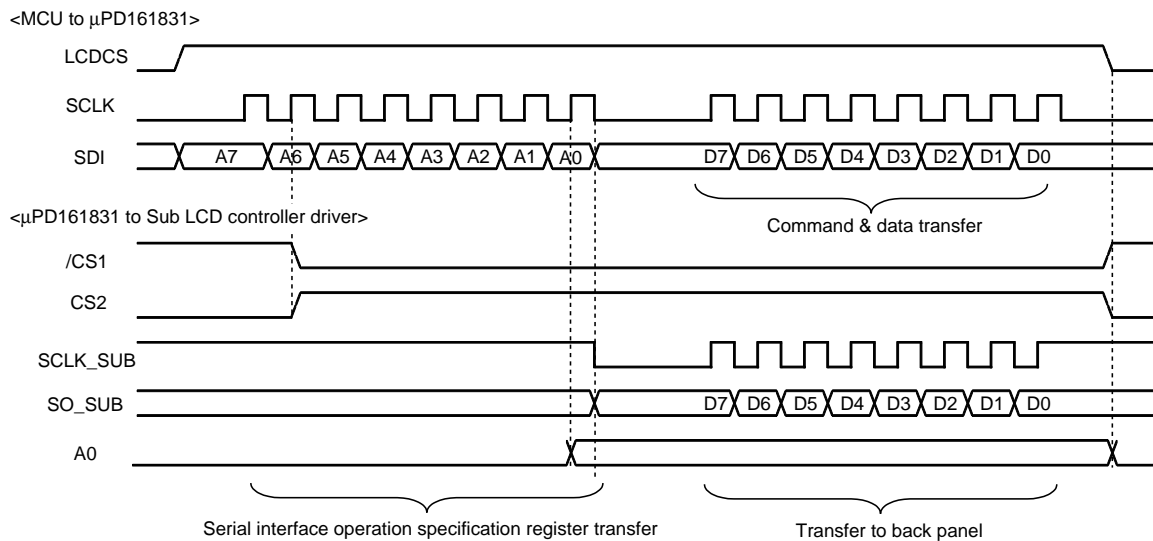 <MCU to μPD161831>
LCDCS
SCLK
SDI
A7 A6 A5 A4 A3 A2 A1 A0 D7 D6 D5 D4 D3 D2 D1 D0
Command & data transfer
<μPD161831 to Sub LCD controller driver>
/CS1
CS2
SCLK_SUB
SO_SUB
D7 D6 D5 D4 D3 D2 D1 D0
A0
Serial interface operation specification register transfer
Transfer to back panel